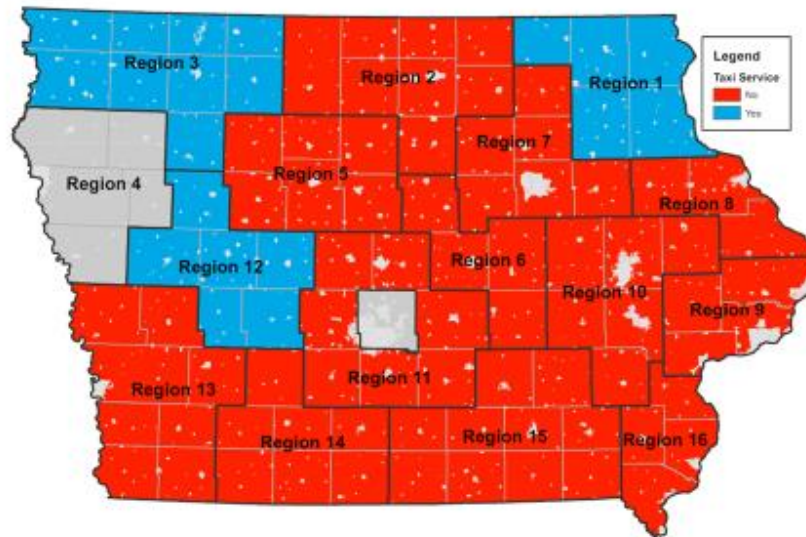 Region 3
Region 2
Region 1
Legend
Taxi Service
No
Yes
Region 7
Region 5
Region 4
Region 8
Region 12
Region 6
Region 10
Region 9
Region 11
Region 13
Region 14
Region 15
Region 16